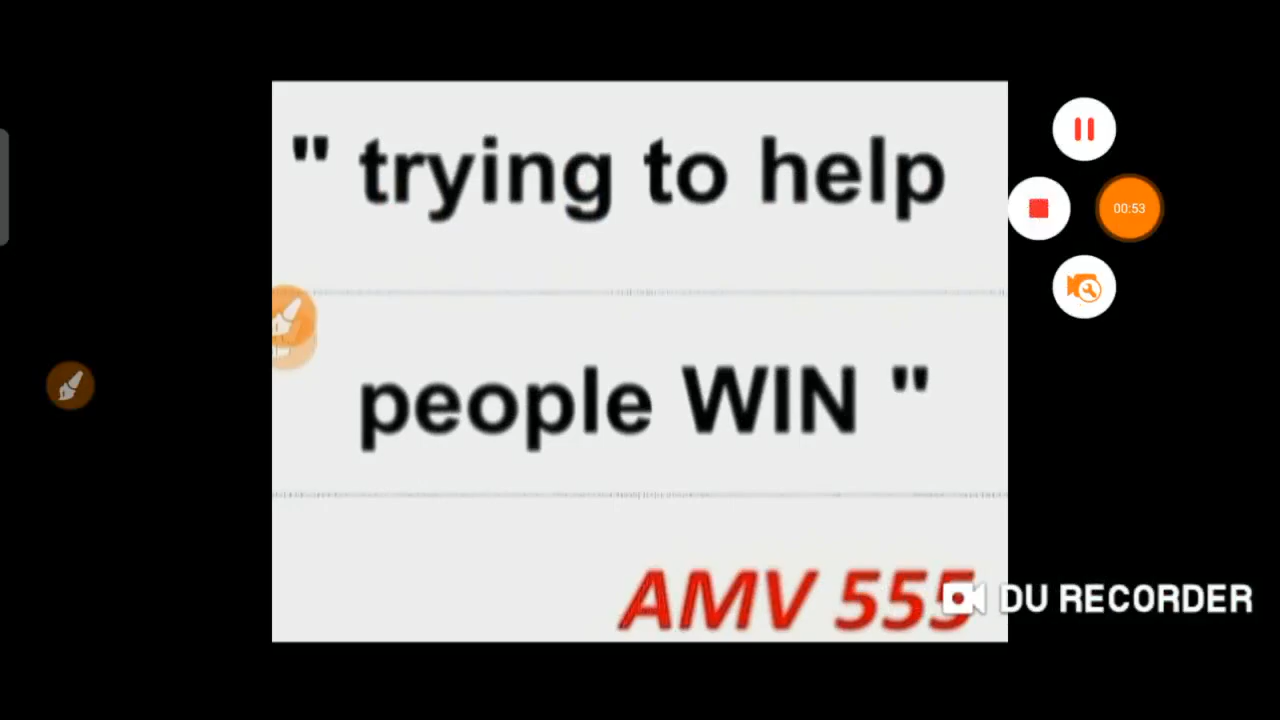 " trying to help
people WIN "
AMV 555
DU RECORDER
00:53